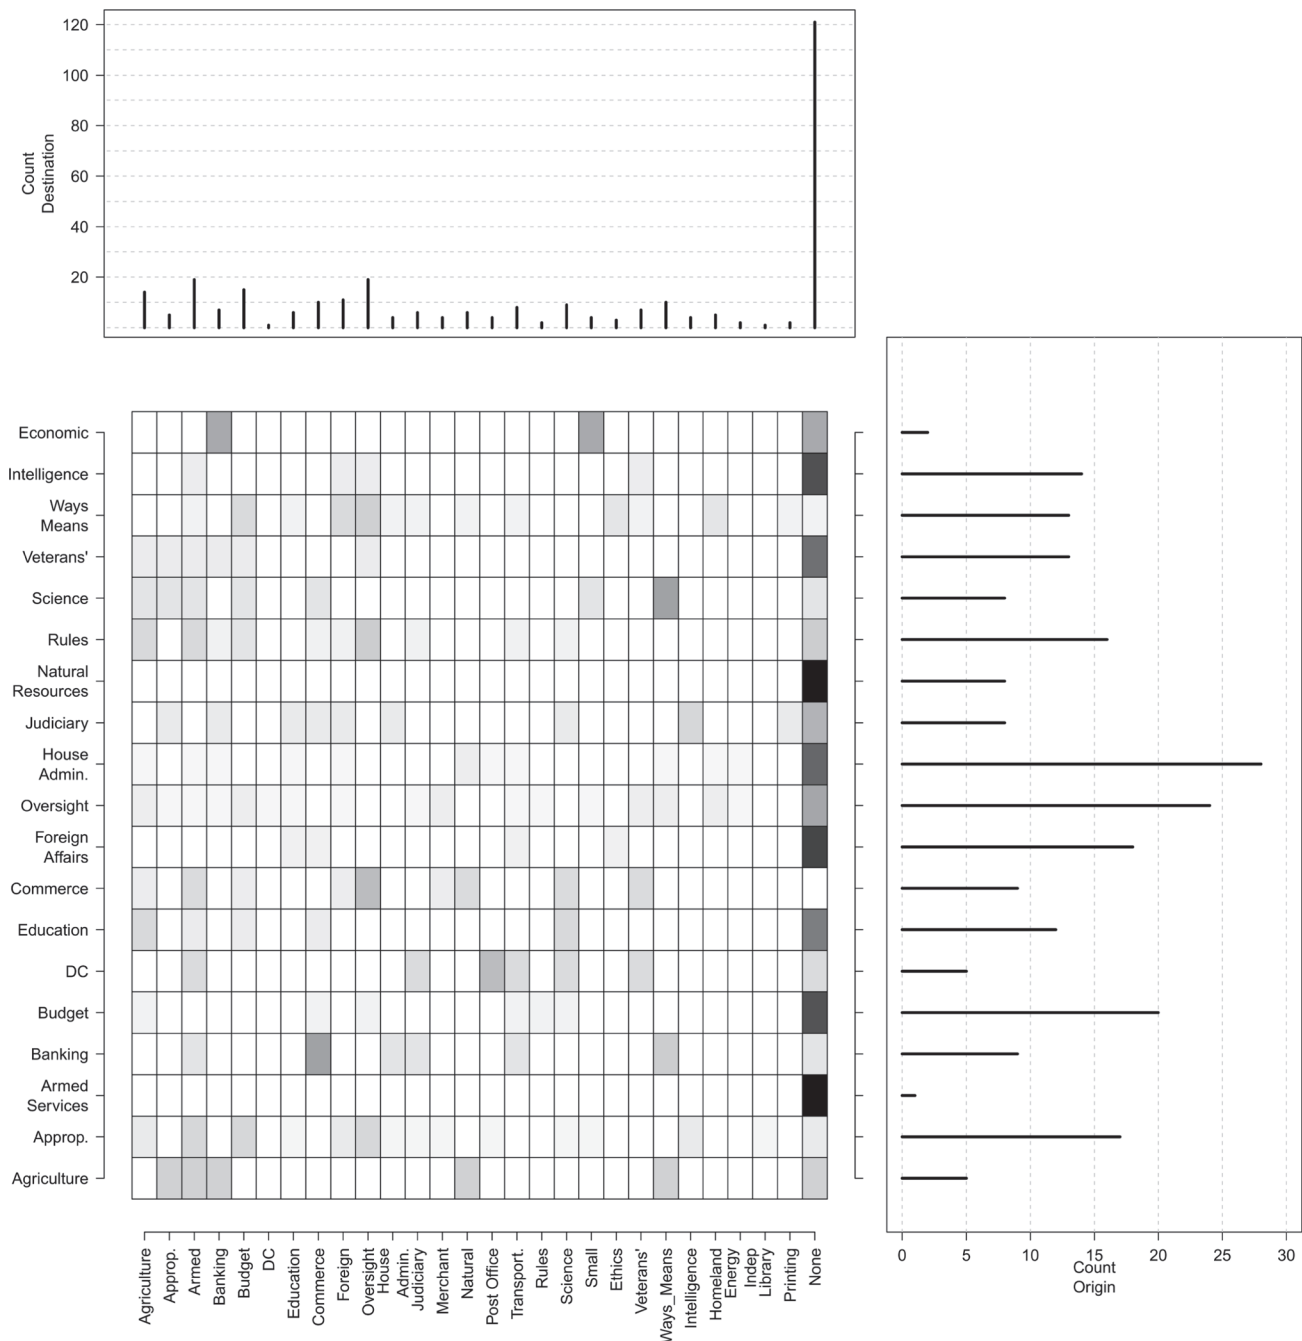 120
100
80
60
40
20
Count
Destination
Economic
Intelligence
Ways
Means
Veterans'
Science
Rules
Natural
Resources
Judiciary
House
Admin.
Oversight
Foreign
Affairs
Commerce
Education
DC
Budget
Banking
Armed
Services
Approp.
Agriculture
Agriculture
Approp.
Armed
Banking
Budget
DC
Education
Commerce
Foreign
Oversight
House
Admin.
Judiciary
Merchant
Natural
Post Office
Transport.
Rules
Science
Small
Ethics
Veterans'
Ways_Means
Intelligence
Homeland
Energy
Indep
Library
Printing
None
0 5 10 15 20 25 30
Count
Origin